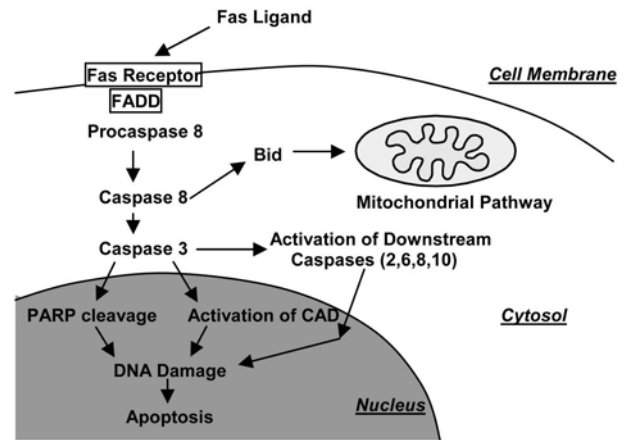 Fas Ligand
Fas Receptor
Cell Membrane
FADD
Procaspase 8
Bid
Caspase 8
Mitochondrial Pathway
Caspase 3
Activation of Downstream
Caspases (2,6,8,10)
PARP cleavage
Activation of CAD
Cytosol
DNA Damage
Apoptosis
Nucleus